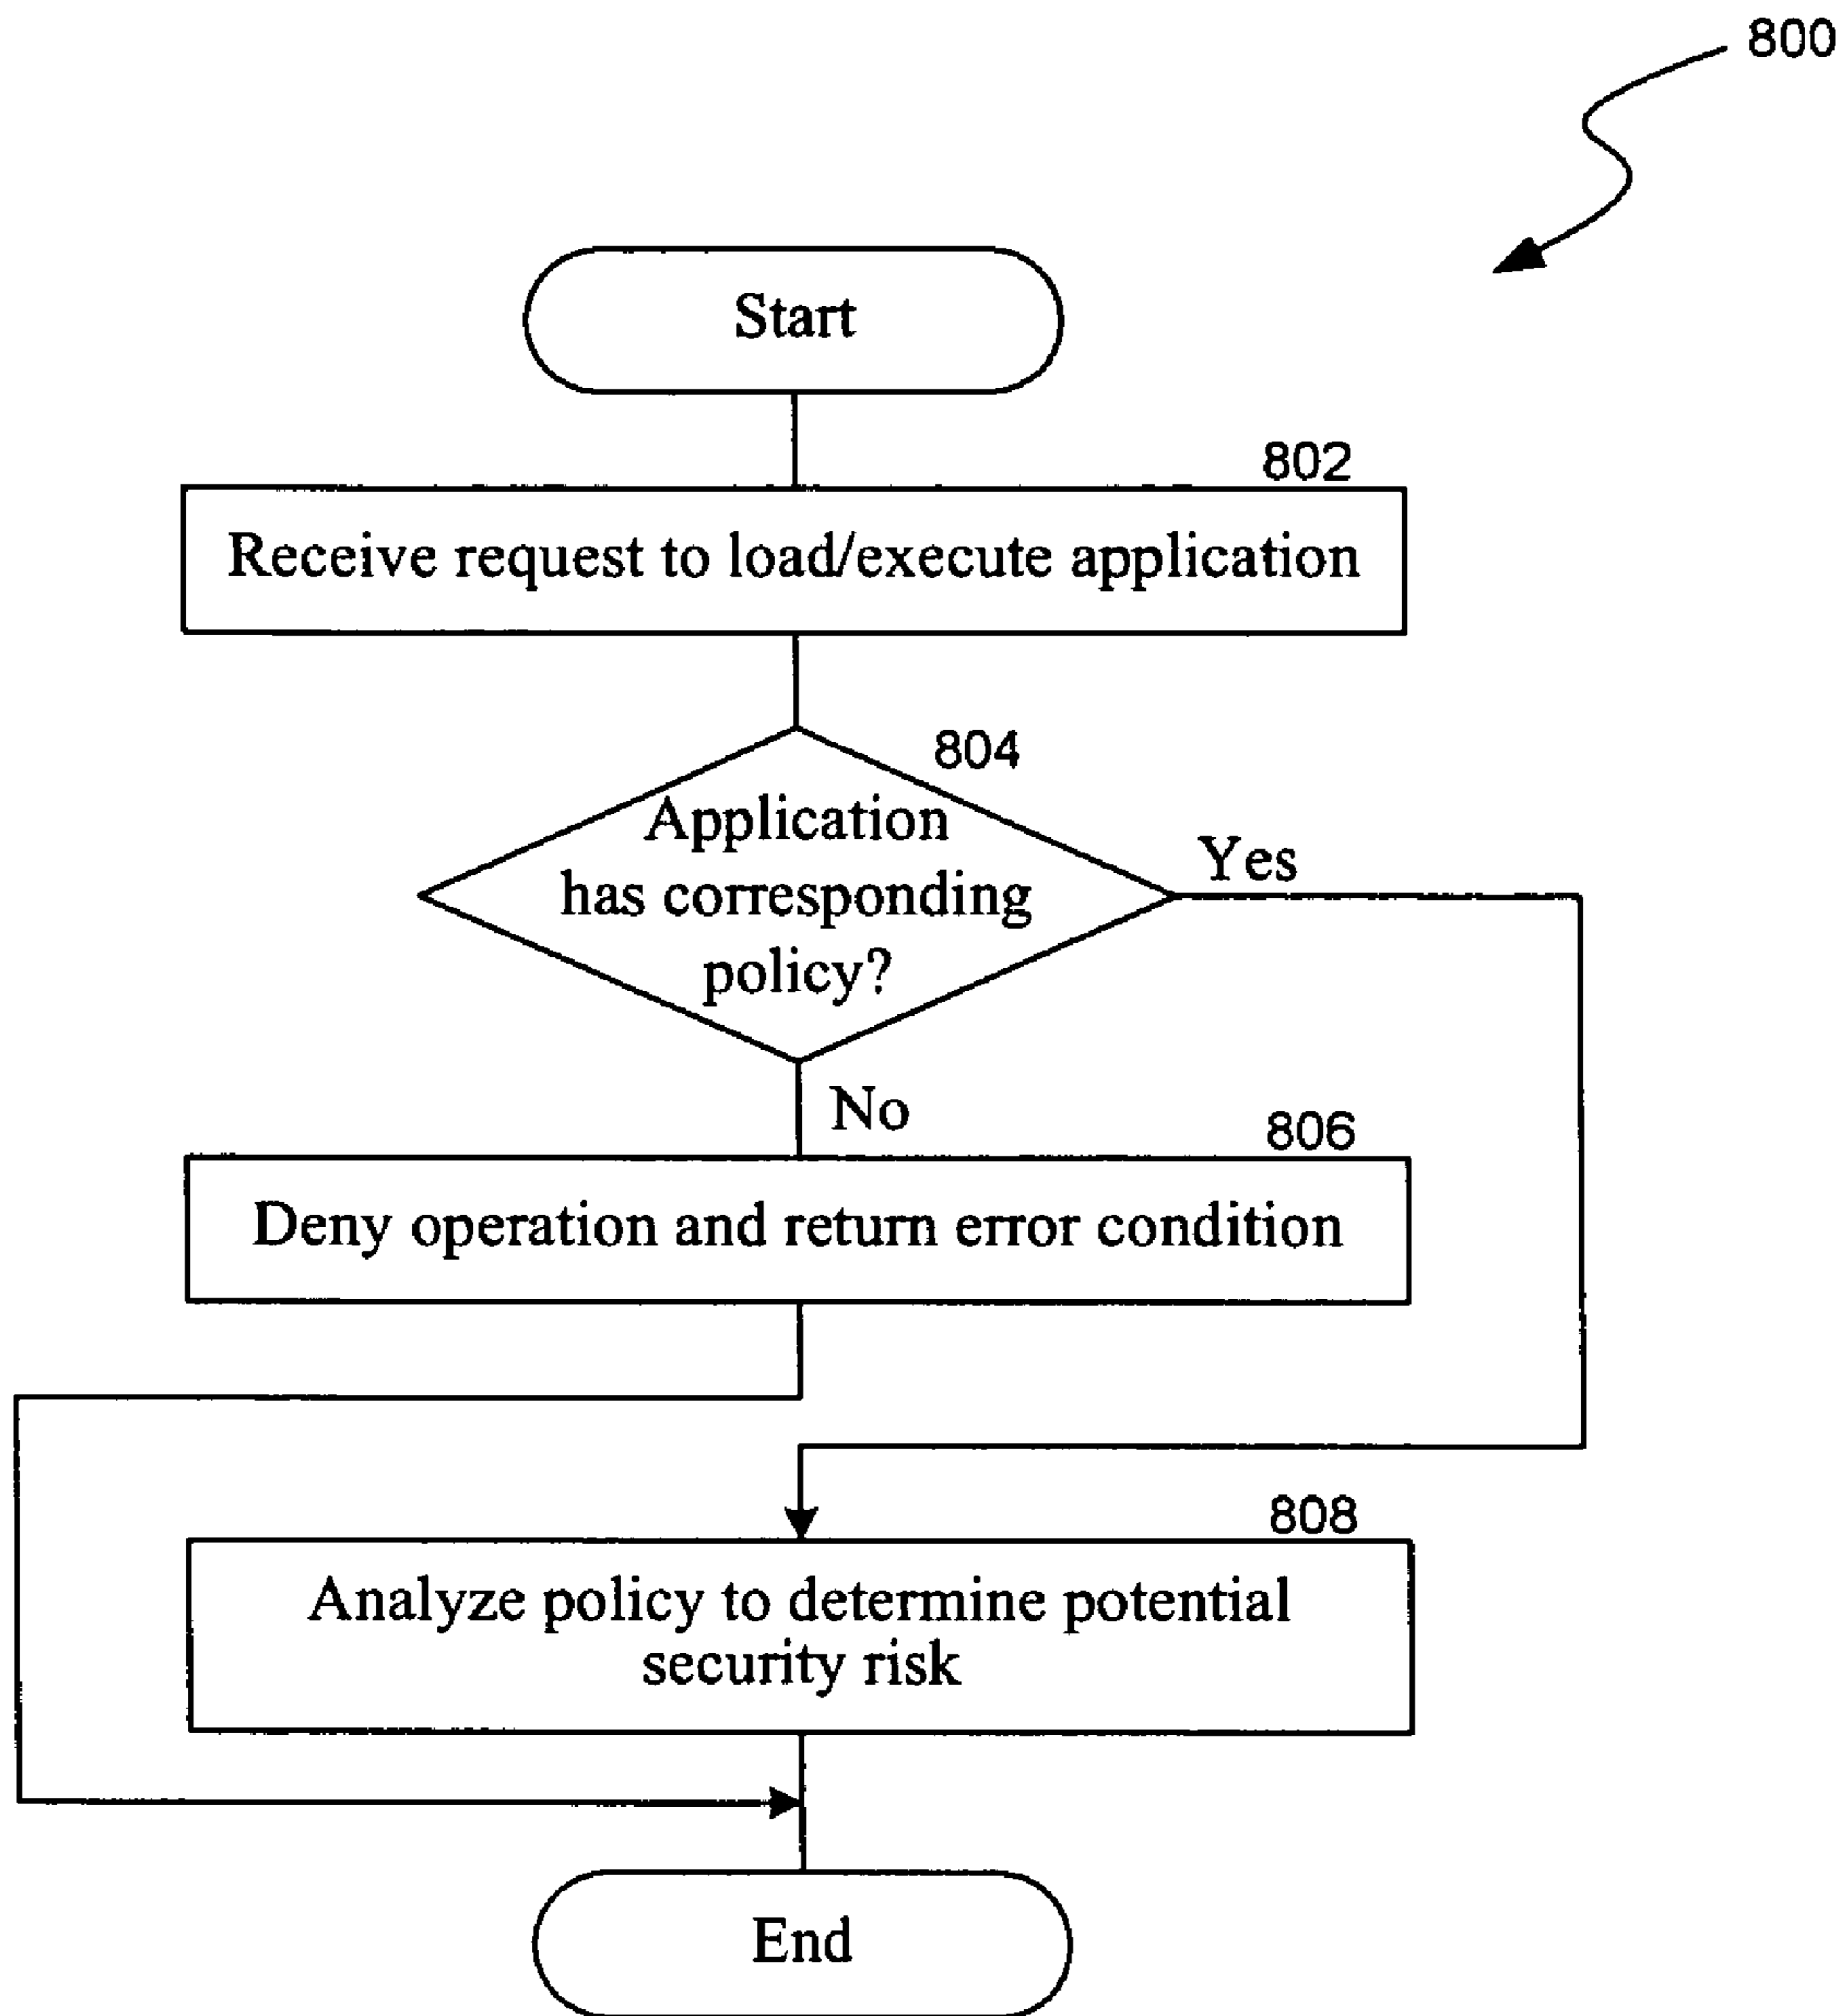 800
Start
802
Receive request to load/execute application
804
Application
has corresponding
policy?
Yes
No
806
Deny operation and return error condition
808
Analyze policy to determine potential
security risk
End